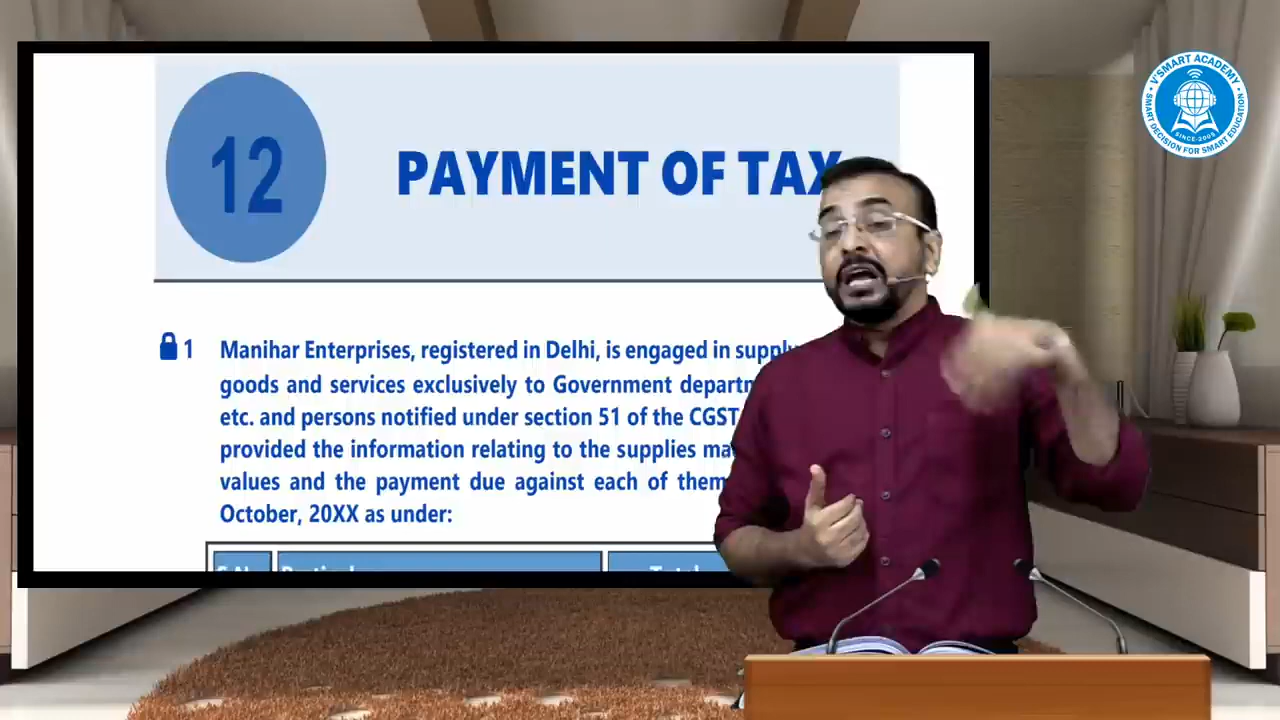 12
PAYMENT OF TAX
1 Manihar Enterprises, registered in Delhi, is engaged in supply
goods and services exclusively to Government
etc. and persons notified under section 51 of the CGST
provided the information relating to the supplies
values and the payment due against each of them
October, 20XX as under:
V'SMART ACADEMY
SMART DECISION FOR SMART EDUCATION
SINCE-2009